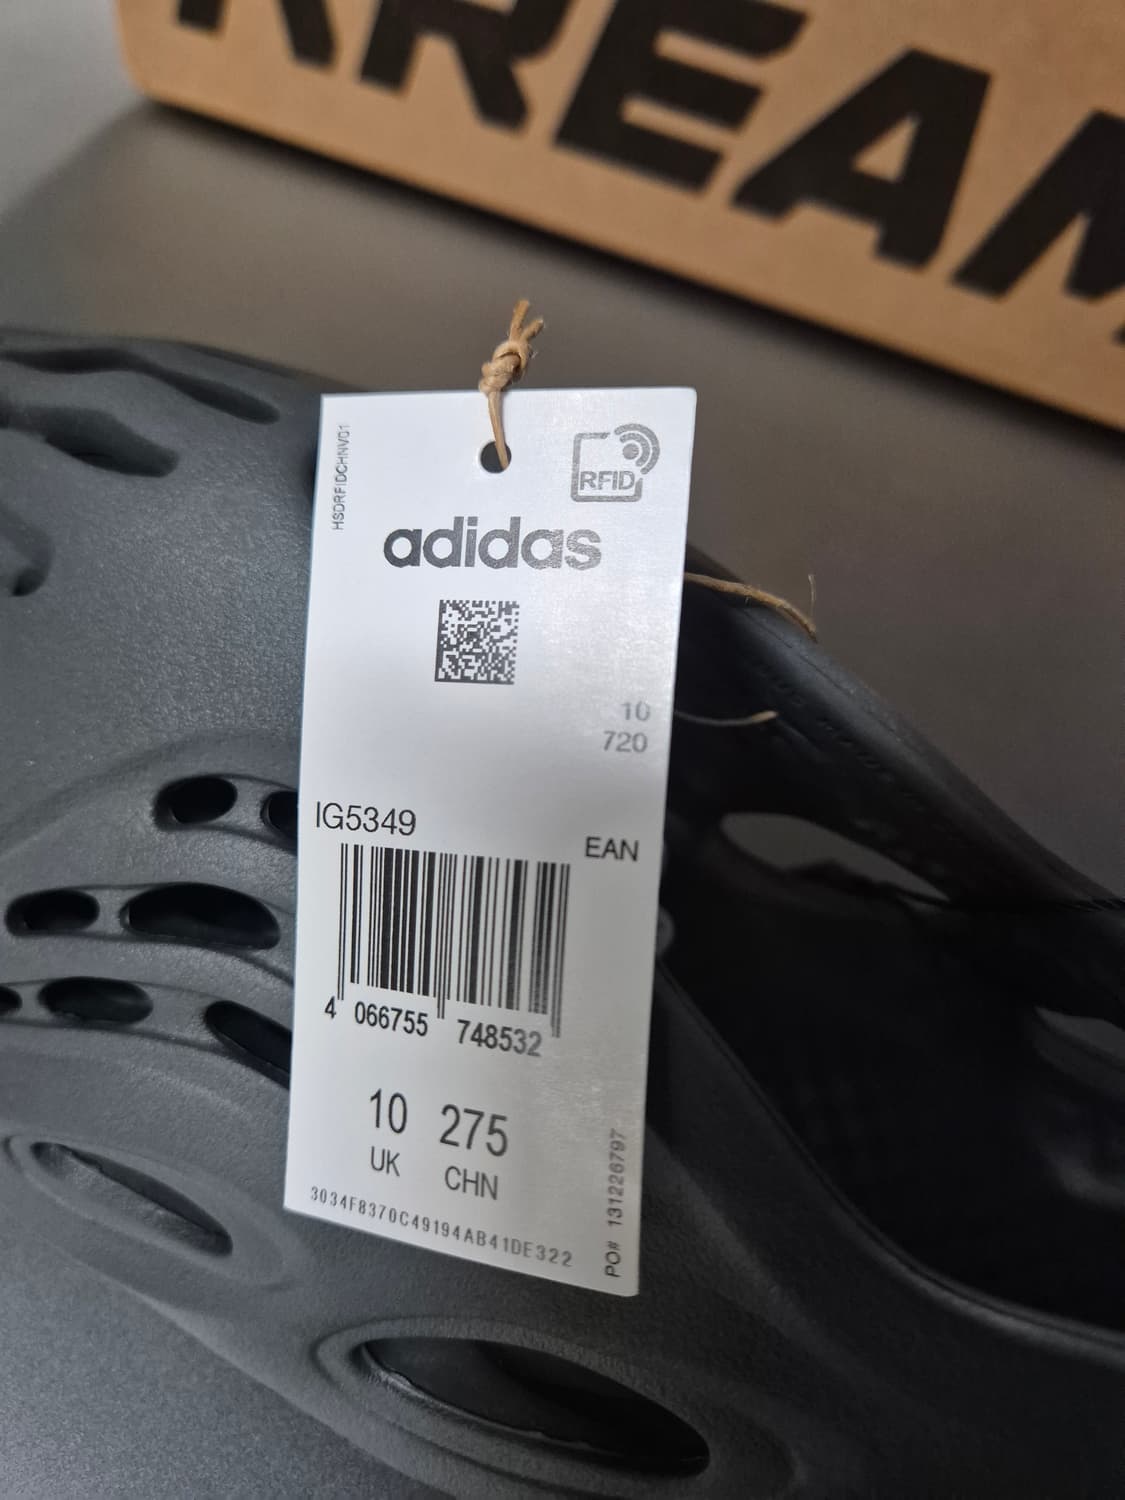 KREAM
HSDRFIDCHNV01
RFID
adidas
10
720
IG5349
EAN
4 066755 748532
10 275
UK CHN
3034F8370C49194AB41DE322
PO# 131226797